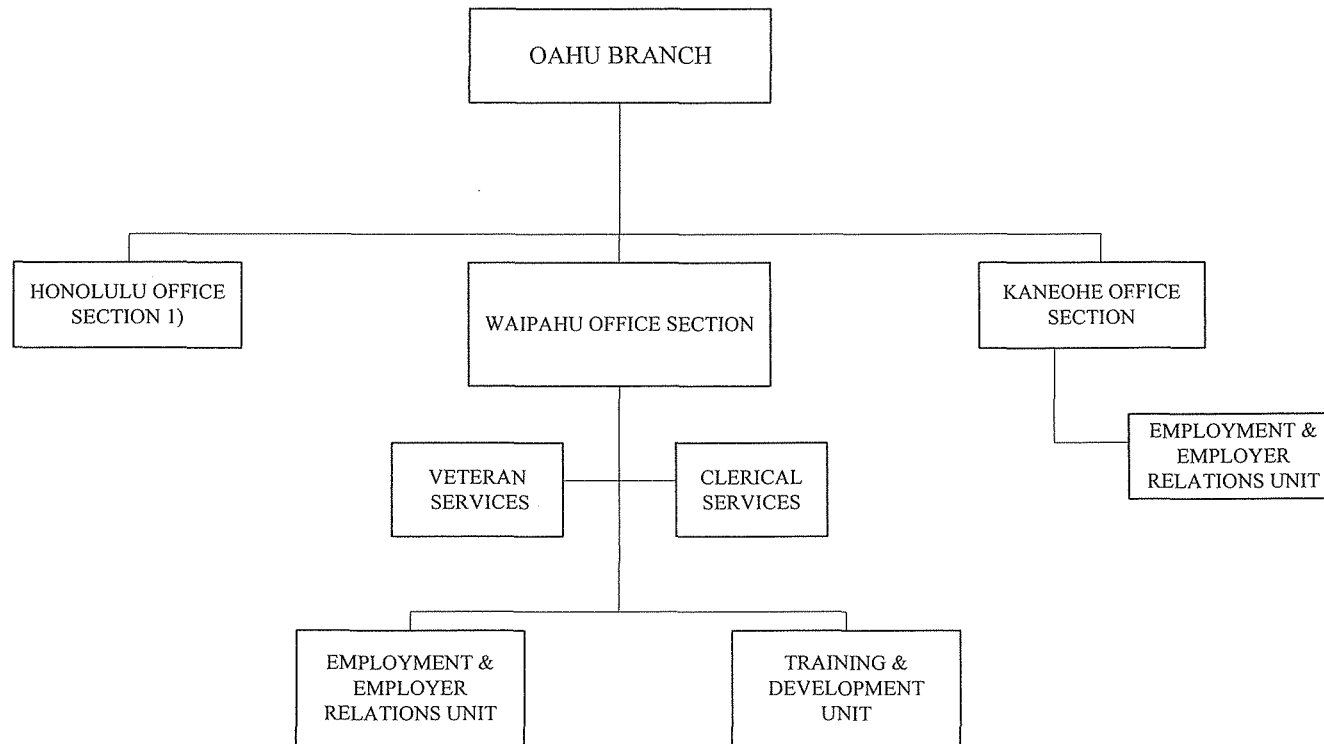 OAHU BRANCH
HONOLULU OFFICE
SECTION 1)
WAIPAHU OFFICE SECTION
KANEOHE OFFICE
SECTION
EMPLOYMENT &
EMPLOYER
RELATIONS UNIT
VETERAN
SERVICES
CLERICAL
SERVICES
EMPLOYMENT &
EMPLOYER
RELATIONS UNIT
TRAINING &
DEVELOPMENT
UNIT